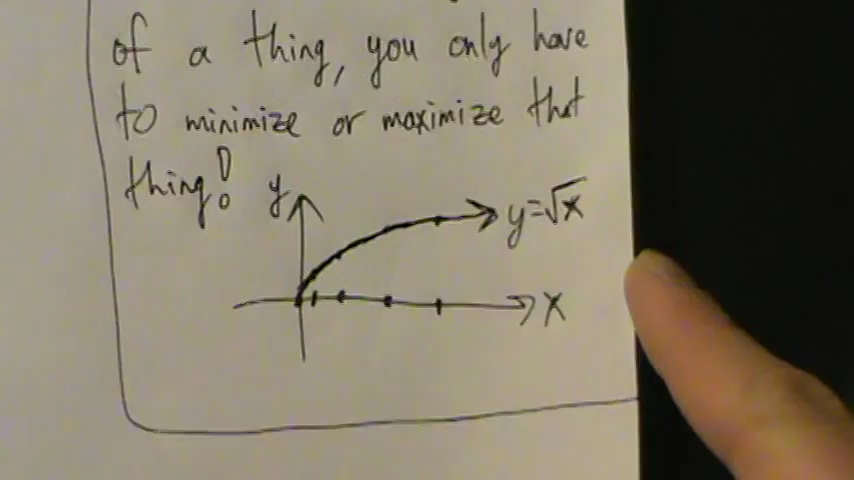 of a thing, you only have
to minimize or maximize that
thing!
y
y=√x
x